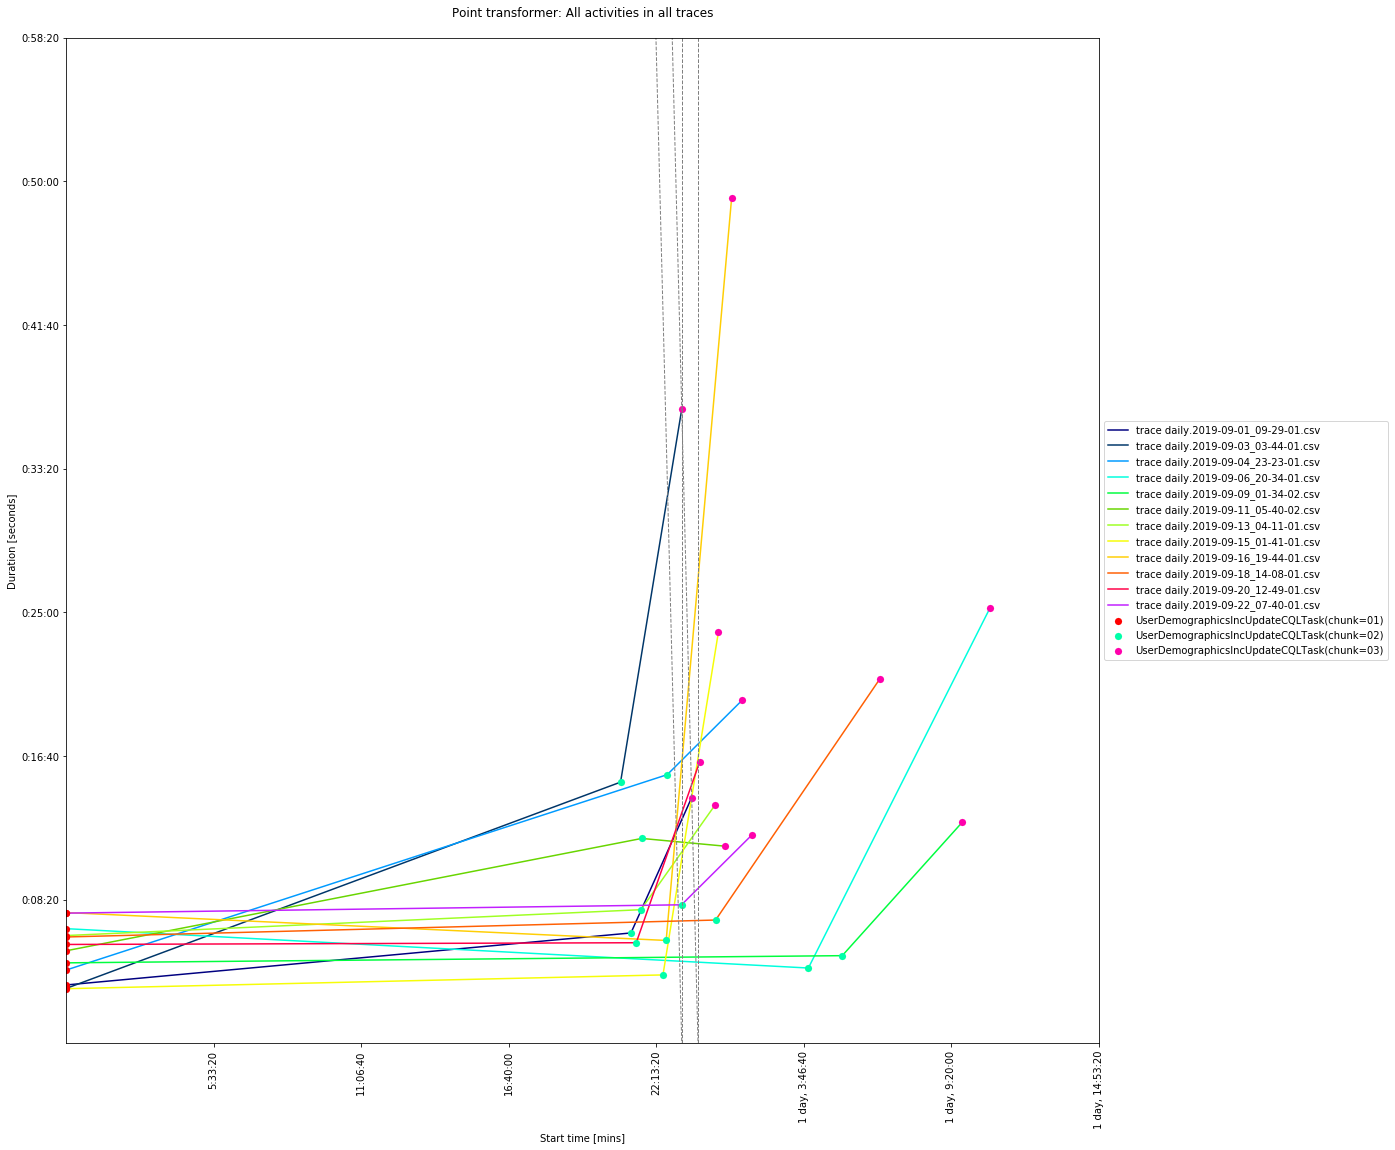 Point transformer: All activities in all traces
0:58:20
0:50:00
0:41:40
0:33:20
0:25:00
0:16:40
0:08:20
Duration [seconds]
5:33:20
11:06:40
16:40:00
22:13:20
1 day, 3:46:40
1 day, 9:20:00
1 day, 14:53:20
Start time [mins]
trace daily.2019-09-01_09-29-01.csv
trace daily.2019-09-03_03-44-01.csv
trace daily.2019-09-04_23-23-01.csv
trace daily.2019-09-06_20-34-01.csv
trace daily.2019-09-09_01-34-02.csv
trace daily.2019-09-11_05-40-02.csv
trace daily.2019-09-13_04-11-01.csv
trace daily.2019-09-15_01-41-01.csv
trace daily.2019-09-16_19-44-01.csv
trace daily.2019-09-18_14-08-01.csv
trace daily.2019-09-20_12-49-01.csv
trace daily.2019-09-22_07-40-01.csv
UserDemographicsIncUpdateCQLTask(chunk=01)
UserDemographicsIncUpdateCQLTask(chunk=02)
UserDemographicsIncUpdateCQLTask(chunk=03)